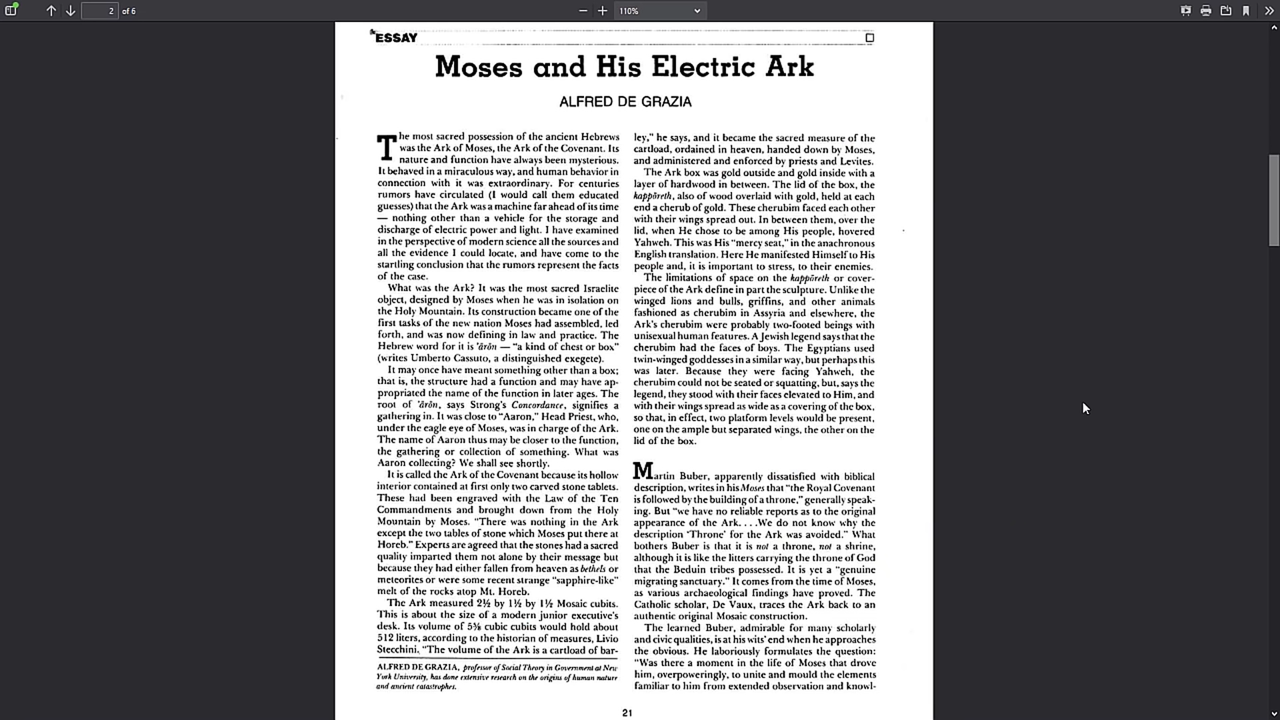 2
of 6
110%
the ESSAY
Moses and His Electric Ark
ALFRED DE GRAZIA
The most sacred possession of the ancient Hebrews
was the Ark of Moses, the Ark of the Covenant. Its
nature and function have always been mysterious.
It behaved in a miraculous way, and human behavior in
connection with it was extraordinary. For centuries
rumors have circulated (I would call them educated
guesses) that the Ark was a machine far ahead of its time
— nothing other than a vehicle for the storage and
discharge of electric power and light. I have examined
in the perspective of modern science all the sources and
all the evidence I could locate, and have come to the
startling conclusion that the rumors represent the facts
of the case.
What was the Ark? It was the most sacred Israelite
object, designed by Moses when he was in isolation on
the Holy Mountain. Its construction became one of the
first tasks of the new nation Moses had assembled, led
forth, and was now defining in law and practice. The
Hebrew word for it is 'ārōn — “a kind of chest or box”
(writes Umberto Cassuto, a distinguished exegete).
It may once have meant something other than a box;
that is, the structure had a function and may have ap-
propriated the name of the function in later ages. The
root of 'ārōn, says Strong's Concordance, signifies a
gathering in. It was close to “Aaron,” Head Priest, who,
under the eagle eye of Moses, was in charge of the Ark.
The name of Aaron thus may be closer to the function,
the gathering or collection of something. What was
Aaron collecting? We shall see shortly.
It is called the Ark of the Covenant because its hollow
interior contained at first only two carved stone tablets.
These had been engraved with the Law of the Ten
Commandments and brought down from the Holy
Mountain by Moses. “There was nothing in the Ark
except the two tables of stone which Moses put there at
Horeb.” Experts are agreed that the stones had a sacred
quality imparted them not alone by their message but
because they had either fallen from heaven as bethels or
meteorites or were some recent strange “sapphire-like”
melt of the rocks atop Mt. Horeb.
The Ark measured 2½ by 1½ by 1½ Mosaic cubits.
This is about the size of a modern junior executive's
desk. Its volume of 5⅝ cubic cubits would hold about
512 liters, according to the historian of measures, Livio
Stecchini, “The volume of the Ark is a cartload of bar-
ALFRED DE GRAZIA, professor of Social Theory in Government at New
York University, has done extensive research on the origins of human nature
and ancient catastrophes.
ley,” he says, and it became the sacred measure of the
cartload, ordained in heaven, handed down by Moses,
and administered and enforced by priests and Levites.
The Ark box was gold outside and gold inside with a
layer of hardwood in between. The lid of the box, the
kappōreth, also of wood overlaid with gold, held at each
end a cherub of gold. These cherubim faced each other
with their wings spread out. In between them, over the
lid, when He chose to be among His people, hovered
Yahweh. This was His “mercy seat,” in the anachronous
English translation. Here He manifested Himself to His
people and, it is important to stress, to their enemies.
The limitations of space on the kappōreth or cover-
piece of the Ark define in part the sculpture. Unlike the
winged lions and bulls, griffins, and other animals
fashioned as cherubim in Assyria and elsewhere, the
Ark's cherubim were probably two-footed beings with
unisexual human features. A Jewish legend says that the
cherubim had the faces of boys. The Egyptians used
twin-winged goddesses in a similar way, but perhaps this
was later. Because they were facing Yahweh, the
cherubim could not be seated or squatting, but, says the
legend, they stood with their faces elevated to Him, and
with their wings spread as wide as a covering of the box,
so that, in effect, two platform levels would be present,
one on the ample but separated wings, the other on the
lid of the box.
Martin Buber, apparently dissatisfied with biblical
description, writes in his Moses that “the Royal Covenant
is followed by the building of a throne,” generally speak-
ing. But “we have no reliable reports as to the original
appearance of the Ark. . . .We do not know why the
description ‘Throne’ for the Ark was avoided.” What
bothers Buber is that it is not a throne, not a shrine,
although it is like the litters carrying the throne of God
that the Beduin tribes possessed. It is yet a “genuine
migrating sanctuary.” It comes from the time of Moses,
as various archaeological findings have proved. The
Catholic scholar, De Vaux, traces the Ark back to an
authentic original Mosaic construction.
The learned Buber, admirable for many scholarly
and civic qualities, is at his wits' end when he approaches
the obvious. He laboriously formulates the question:
“Was there a moment in the life of Moses that drove
him, overpoweringly, to unite and mould the elements
familiar to him from extended observation and knowl-
21